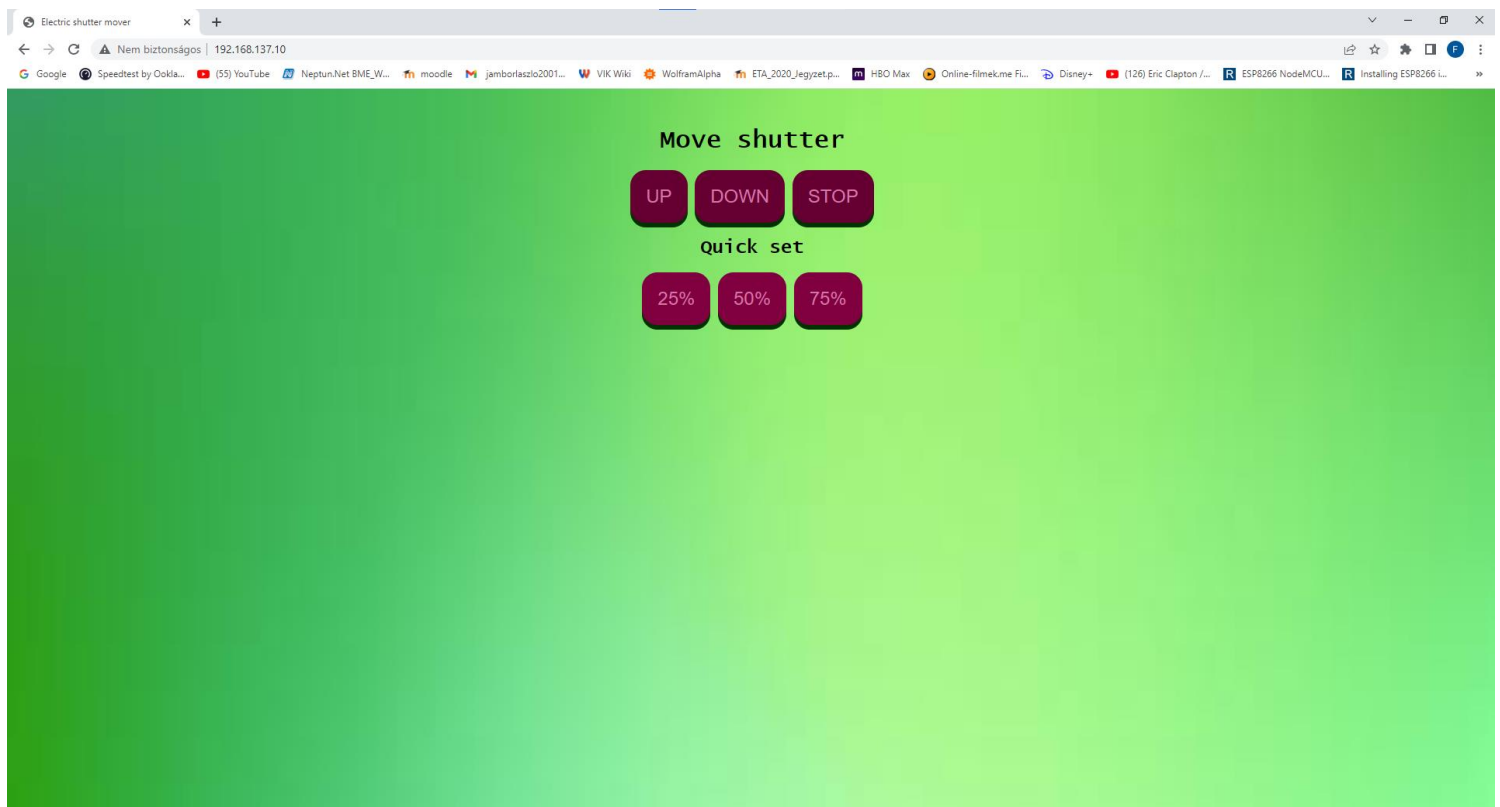 Electric shutter mover
Nem biztonságos | 192.168.137.10
F
Google Speedtest by Ookla... (55) YouTube Neptun.Net BME_W... moodle jamborlaszlo2001... VIK Wiki WolframAlpha ETA_2020_Jegyzet.p... HBO Max Online-filmek.me Fi... Disney+ (126) Eric Clapton /... ESP8266 NodeMCU... Installing ESP8266 i... »
Move shutter
UP DOWN STOP
Quick set
25% 50% 75%